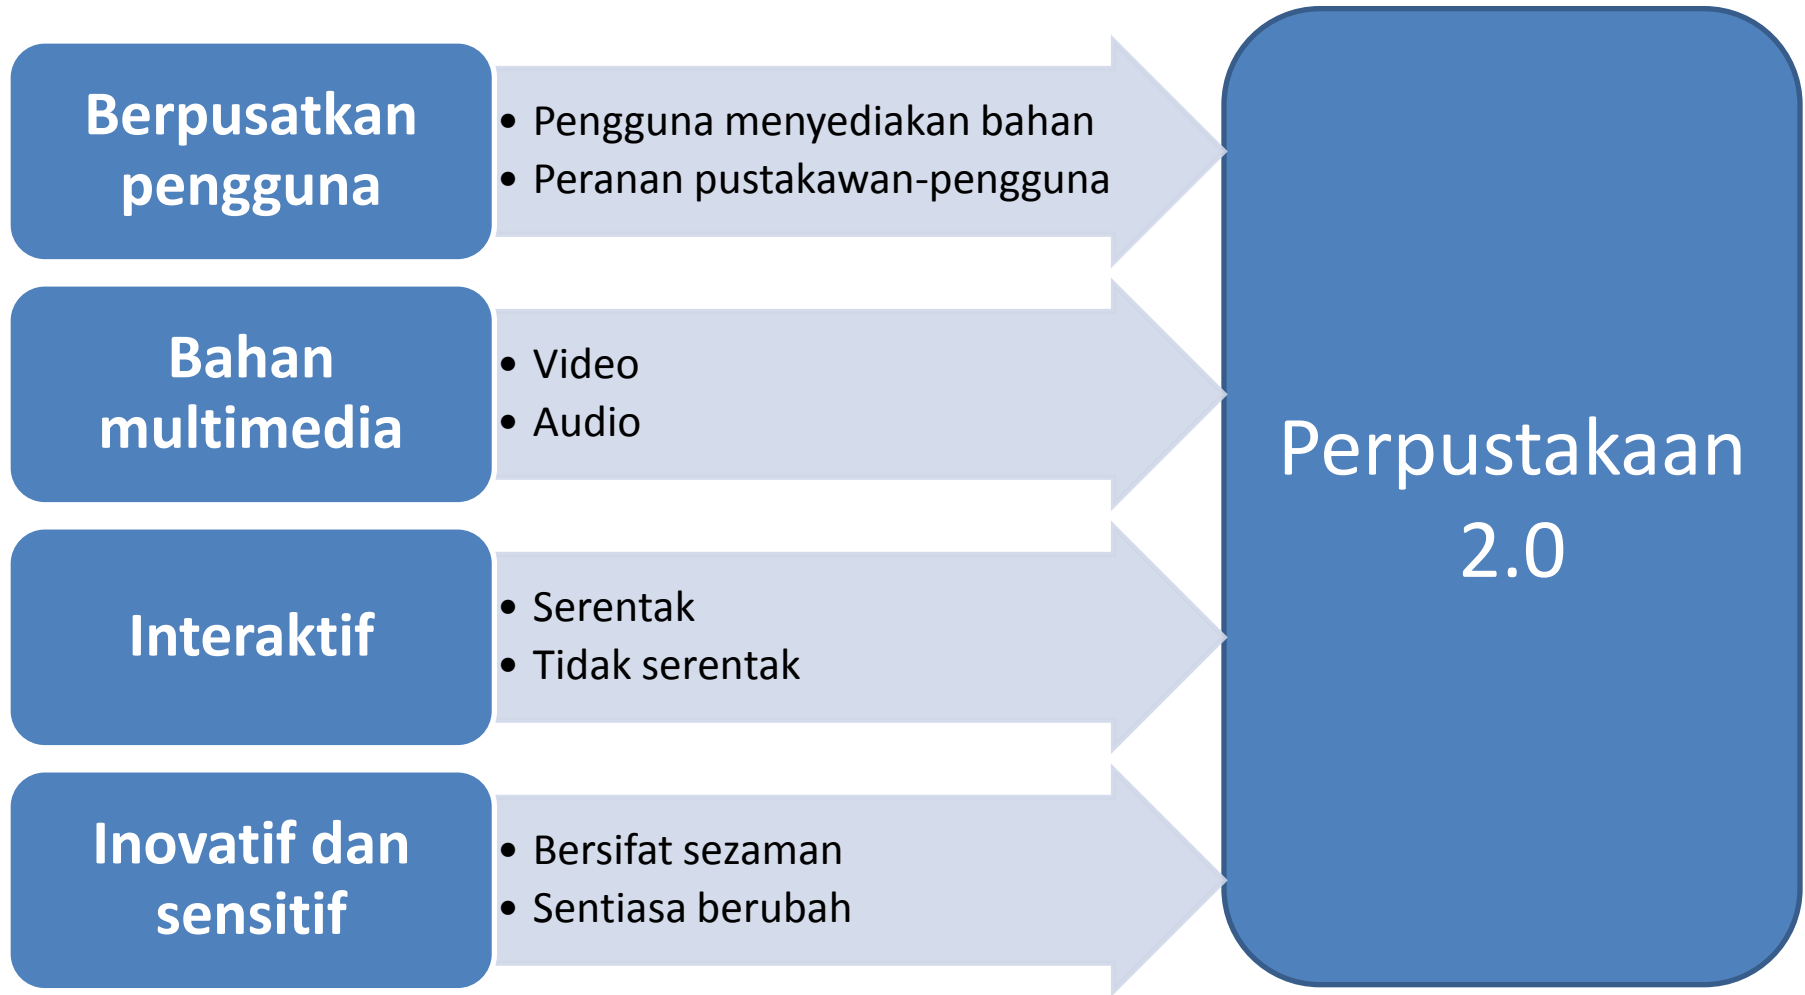 Berpusatkan
pengguna
• Pengguna menyediakan bahan
• Peranan pustakawan-pengguna
Bahan
multimedia
• Video
• Audio
Interaktif
• Serentak
• Tidak serentak
Inovatif dan
sensitif
• Bersifat sezaman
• Sentiasa berubah
Perpustakaan
2.0